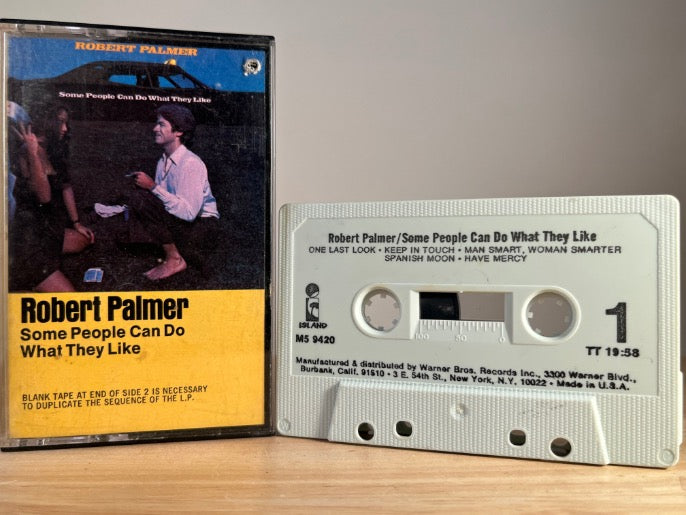 ROBERT PALMER
Some People Can Do What They Like
Robert Palmer
Some People Can Do
What They Like
BLANK TAPE AT END OF SIDE 2 IS NECESSARY
TO DUPLICATE THE SEQUENCE OF THE L.P.
Robert Palmer/Some People Can Do What They Like
ONE LAST LOOK • KEEP IN TOUCH • MAN SMART, WOMAN SMARTER
SPANISH MOON • HAVE MERCY
ISLAND
M5 9420
100 50 0
1
TT 19:58
Manufactured & distributed by Warner Bros. Records Inc., 3300 Warner Blvd.,
Burbank, Calif. 91510 • 3 E. 54th St., New York, N.Y. 10022 • Made in U.S.A.